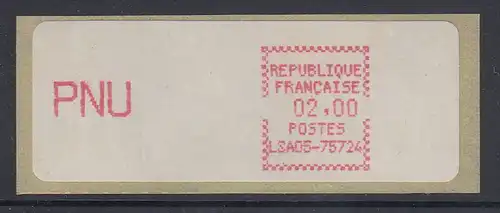 PNU
REPUBLIQUE
FRANCAISE
02,00
POSTES
LSA05-75724